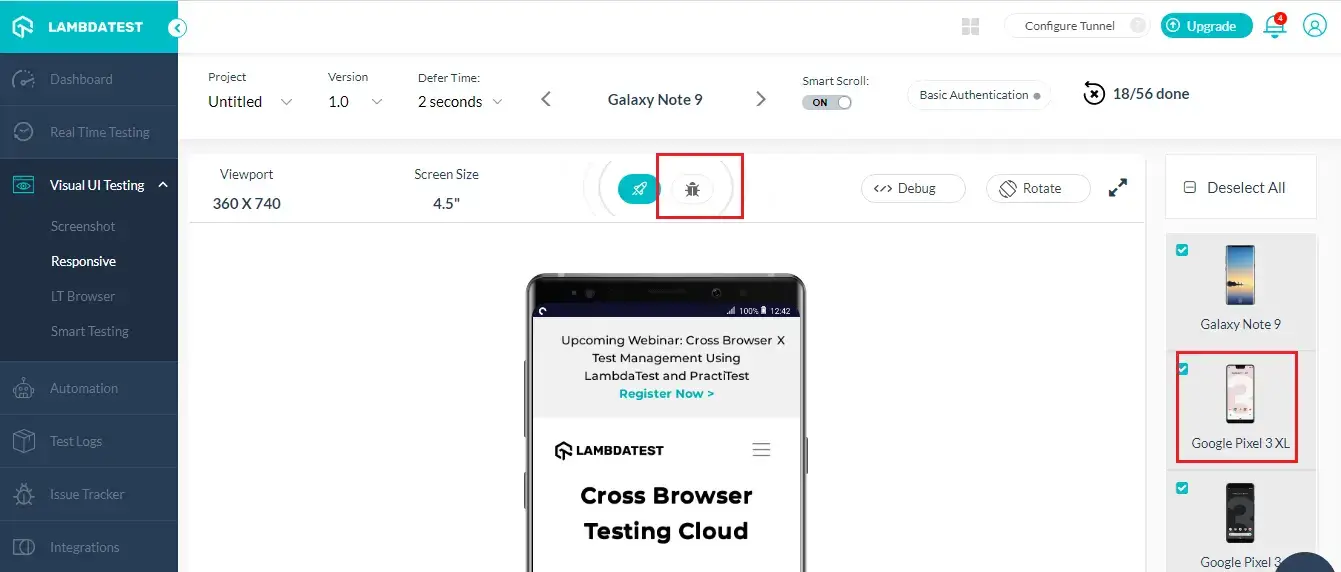 LAMBDATEST
Configure Tunnel ?
Upgrade
4
Dashboard
Real Time Testing
Visual UI Testing
Screenshot
Responsive
LT Browser
Smart Testing
Automation
Test Logs
Issue Tracker
Integrations
Project
Untitled
Version
1.0
Defer Time:
2 seconds
Galaxy Note 9
Smart Scroll:
ON
Basic Authentication
18/56 done
Viewport
360 X 740
Screen Size
4.5"
</> Debug
Rotate
Deselect All
100% 12:42
Upcoming Webinar: Cross Browser X
Test Management Using
LambdaTest and PractiTest
Register Now >
LAMBDATEST
Cross Browser
Testing Cloud
Galaxy Note 9
Google Pixel 3 XL
Google Pixel 3